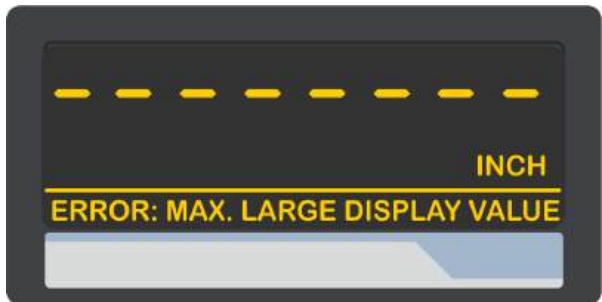 - - - - - - - -
INCH
ERROR: MAX. LARGE DISPLAY VALUE